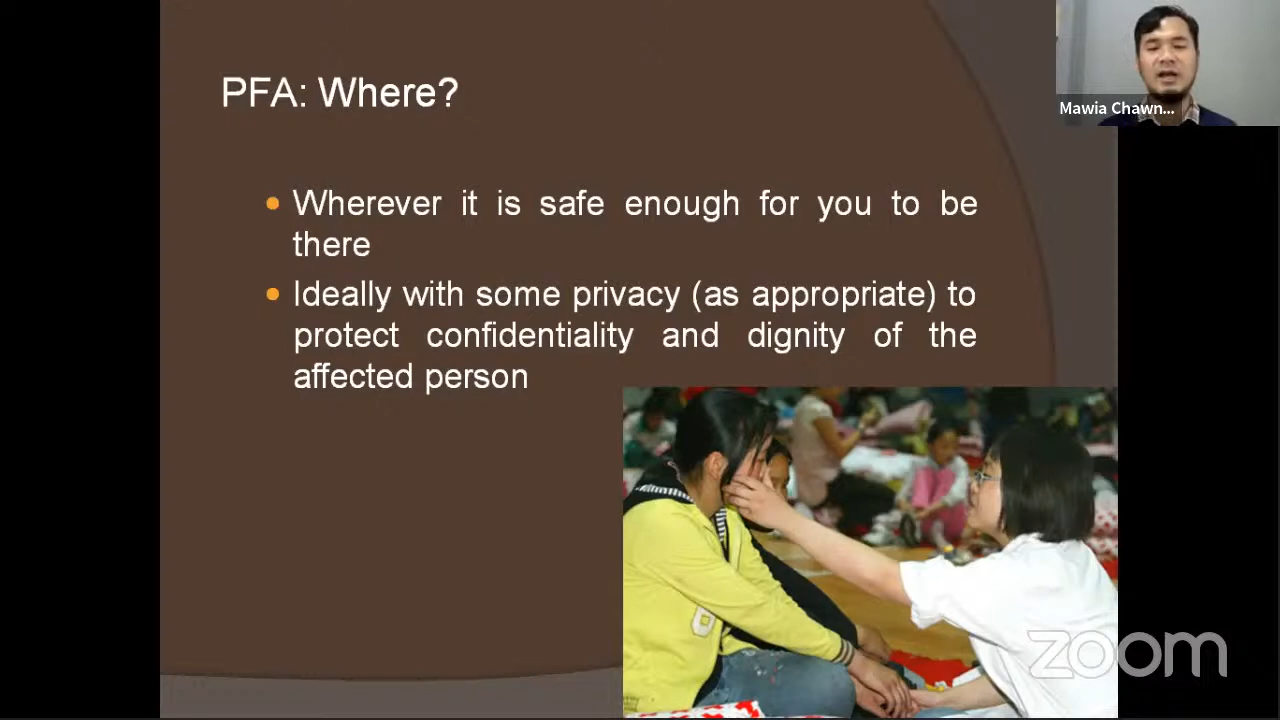 PFA: Where?
Mawia Chawn...
Wherever it is safe enough for you to be
there
Ideally with some privacy (as appropriate) to
protect confidentiality and dignity of the
affected person
zoom